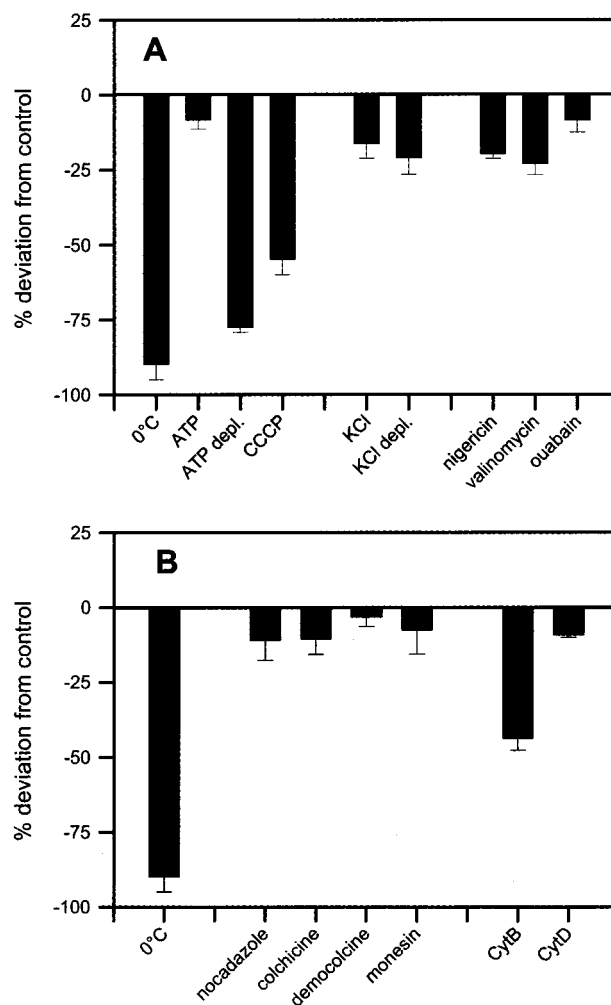 A
% deviation from control
25
0
-25
-50
-75
-100
0°C
ATP
ATP depl.
CCCP
KCl
KCl depl.
nigericin
valinomycin
ouabain
B
% deviation from control
25
0
-25
-50
-75
-100
0°C
nocadazole
colchicine
democolcine
monesin
CytB
CytD